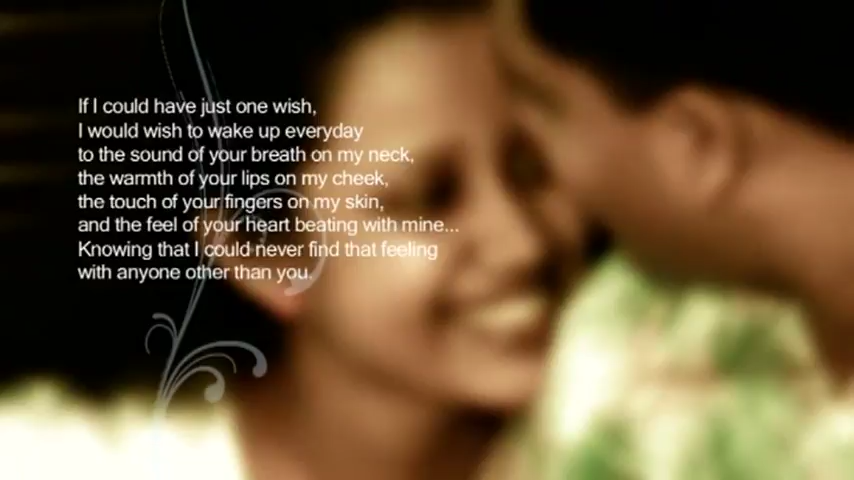 If I could have just one wish,
I would wish to wake up everyday
to the sound of your breath on my neck,
the warmth of your lips on my cheek,
the touch of your fingers on my skin,
and the feel of your heart beating with mine...
Knowing that I could never find that feeling
with anyone other than you.